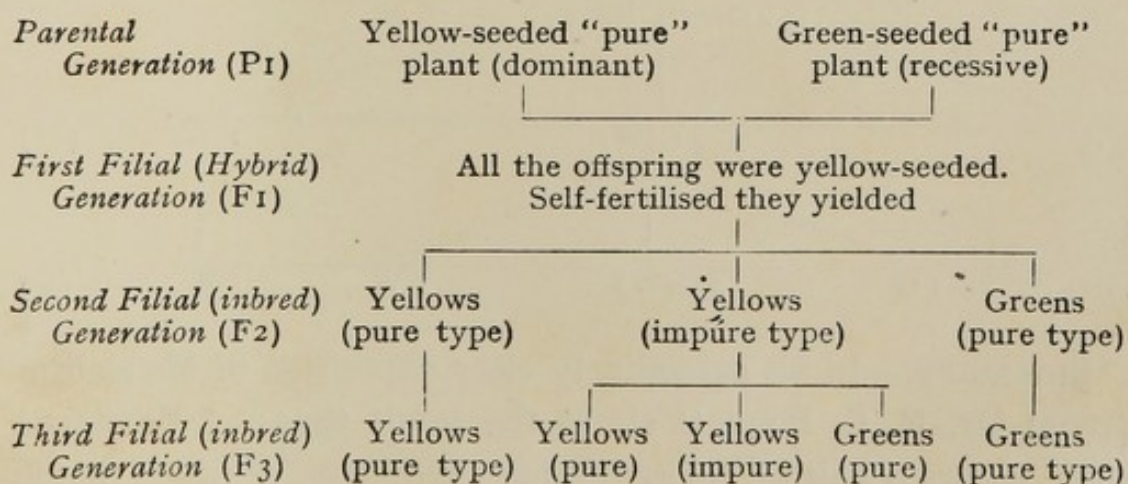 Parental Yellow-seeded “pure” Green-seeded “pure”
Generation (P1) plant (dominant) plant (recessive)
First Filial (Hybrid) All the offspring were yellow-seeded.
Generation (F1) Self-fertilised they yielded
Second Filial (inbred) Yellows Yellows Greens
Generation (F2) (pure type) (impure type) (pure type)
Third Filial (inbred) Yellows Yellows Yellows Greens Greens
Generation (F3) (pure type) (pure) (impure) (pure) (pure type)